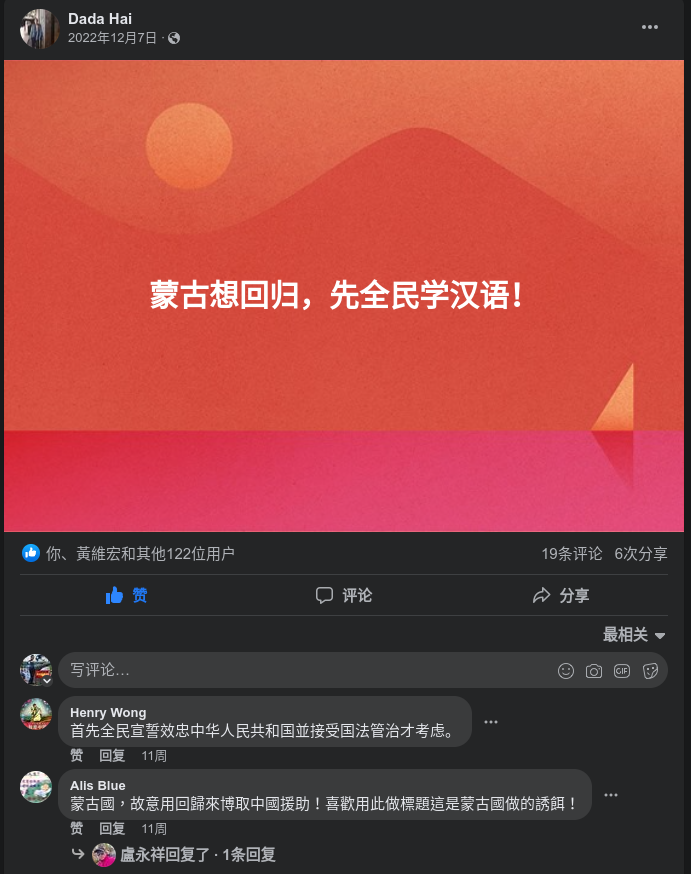 Dada Hai
2022年12月7日 ·
蒙古想回归，先全民学汉语！
你、黃維宏和其他122位用户
19条评论 6次分享
赞 评论 分享
最相关
写评论…
GIF
Henry Wong
首先全民宣誓效忠中华人民共和国並接受国法管治才考虑。
赞 回复 11周
Alis Blue
蒙古國，故意用回歸來博取中國援助！喜歡用此做標題這是蒙古國做的誘餌！
赞 回复 11周
盧永祥回复了 · 1条回复